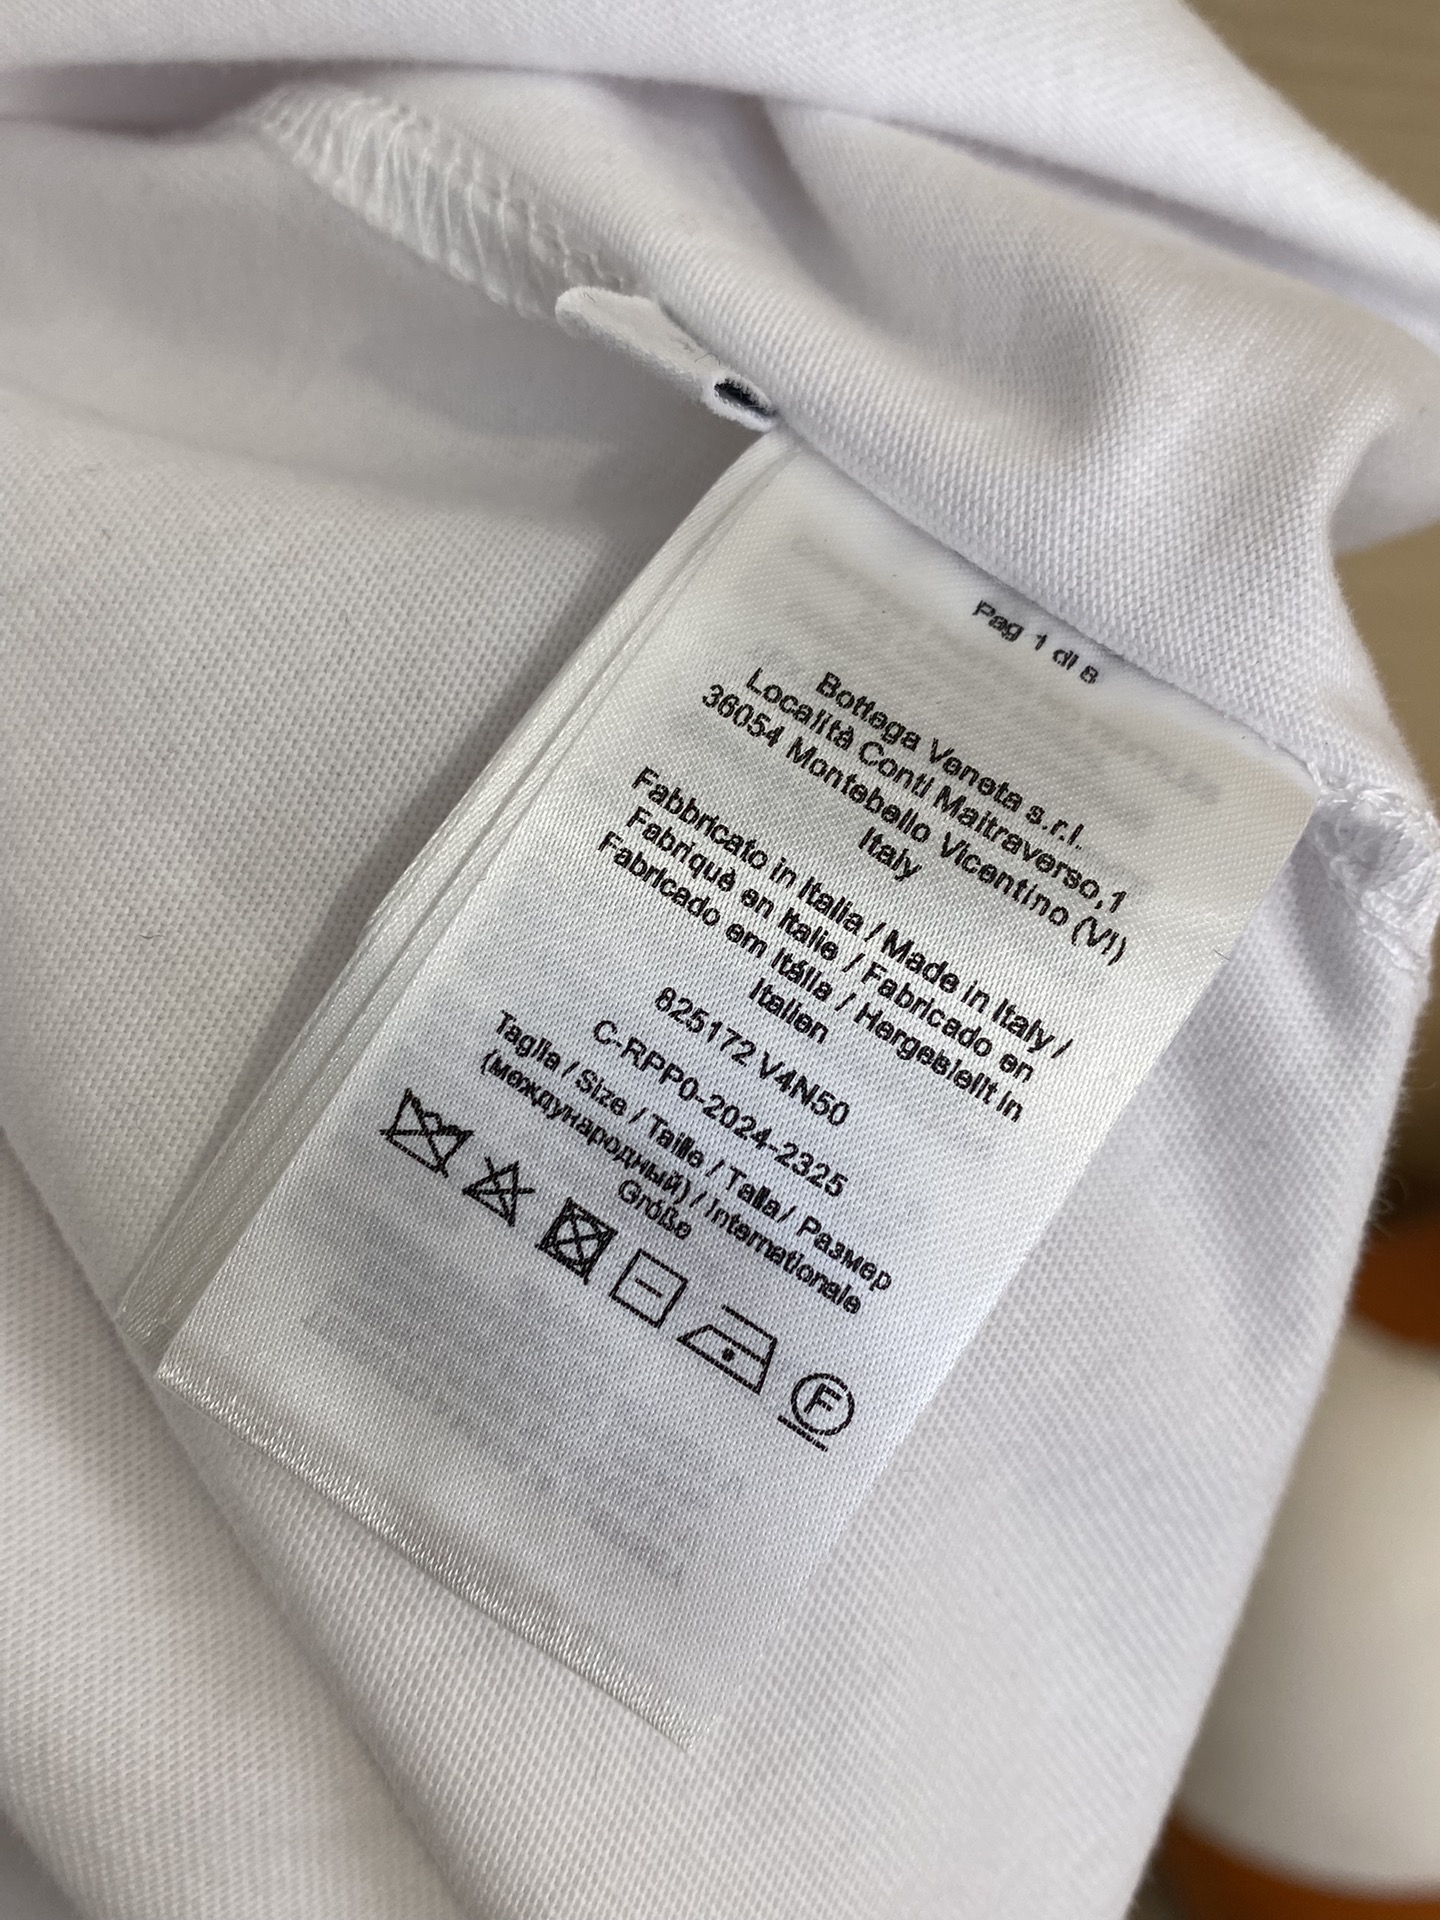 Pag 1 di 8
Bottega Veneta s.r.l.
Località Conti Maltraverso,1
36054 Montebello Vicentino (VI)
Italy
Fabbricato in Italia / Made in Italy /
Fabriqué en Italie / Fabricado en
Fabricado em Itália / Hergestellt in
Italien
825172 V4N50
C-RPP0-2024-2325
Taglia / Size / Taille / Talla/ Размер
(международный) / Internationale
Größe
F